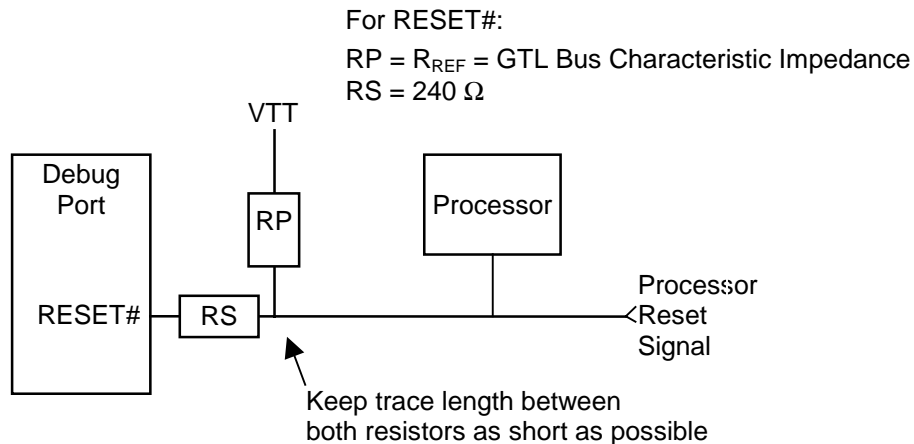 For RESET#:
RP = RREF = GTL Bus Characteristic Impedance
RS = 240 Ω
VTT
Debug
Port
RP
Processor
RESET#
RS
Processor
Reset
Signal
Keep trace length between
both resistors as short as possible